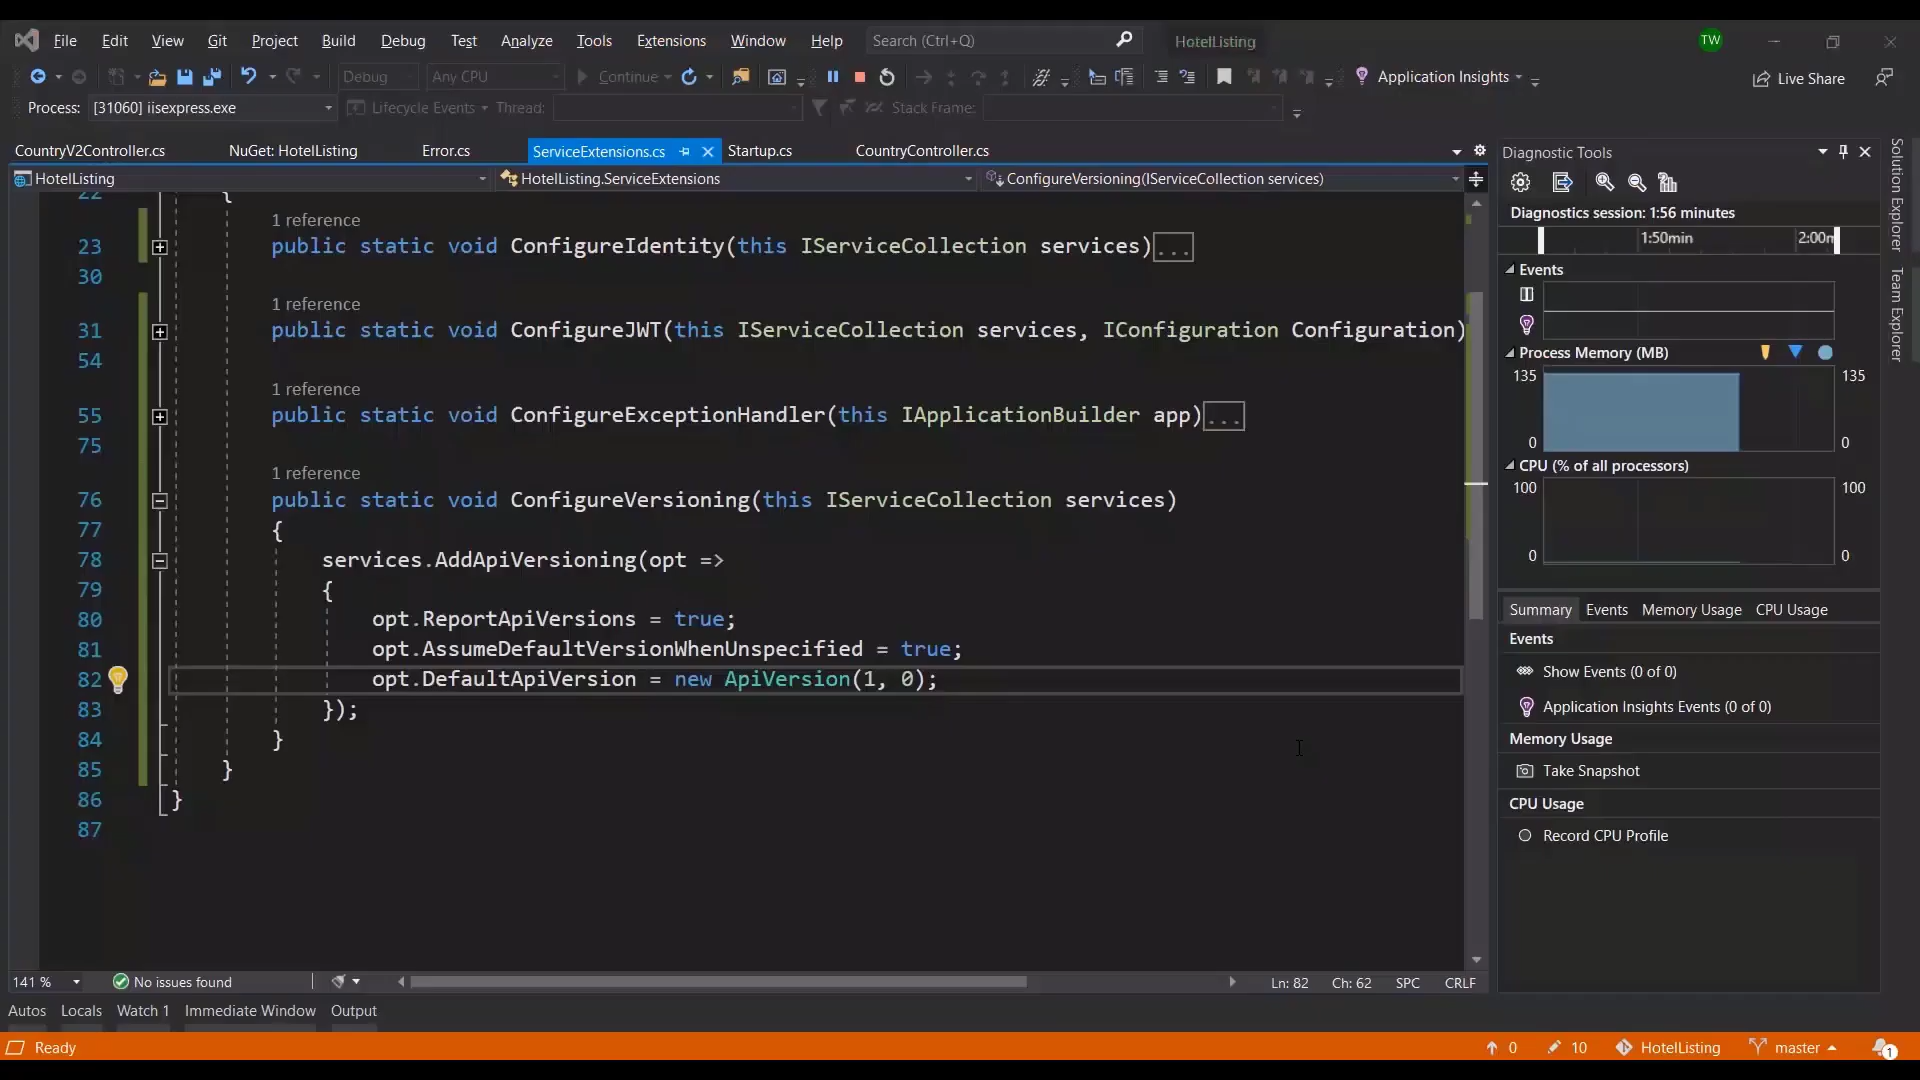 File Edit View Git Project Build Debug Test Analyze Tools Extensions Window Help Search (Ctrl+Q) HotelListing TW
Debug Any CPU Continue Application Insights Live Share
Process: [31060] iisexpress.exe Lifecycle Events Thread: Stack Frame:
CountryV2Controller.cs NuGet: HotelListing Error.cs ServiceExtensions.cs Startup.cs CountryController.cs
HotelListing HotelListing.ServiceExtensions ConfigureVersioning(IServiceCollection services)
22 {
1 reference
23 public static void ConfigureIdentity(this IServiceCollection services)...
30
1 reference
31 public static void ConfigureJWT(this IServiceCollection services, IConfiguration Configuration)
54
1 reference
55 public static void ConfigureExceptionHandler(this IApplicationBuilder app)...
75
1 reference
76 public static void ConfigureVersioning(this IServiceCollection services)
77 {
78 services.AddApiVersioning(opt =>
79 {
80 opt.ReportApiVersions = true;
81 opt.AssumeDefaultVersionWhenUnspecified = true;
82 opt.DefaultApiVersion = new ApiVersion(1, 0);
83 });
84 }
85 }
86 }
87
141 % No issues found Ln: 82 Ch: 62 SPC CRLF
Diagnostic Tools
Diagnostics session: 1:56 minutes
1:50min 2:00m
Events
Process Memory (MB)
135 135
0 0
CPU (% of all processors)
100 100
0 0
Summary Events Memory Usage CPU Usage
Events
Show Events (0 of 0)
Application Insights Events (0 of 0)
Memory Usage
Take Snapshot
CPU Usage
Record CPU Profile
Solution Explorer
Team Explorer
Autos Locals Watch 1 Immediate Window Output
Ready 0 10 HotelListing master 1